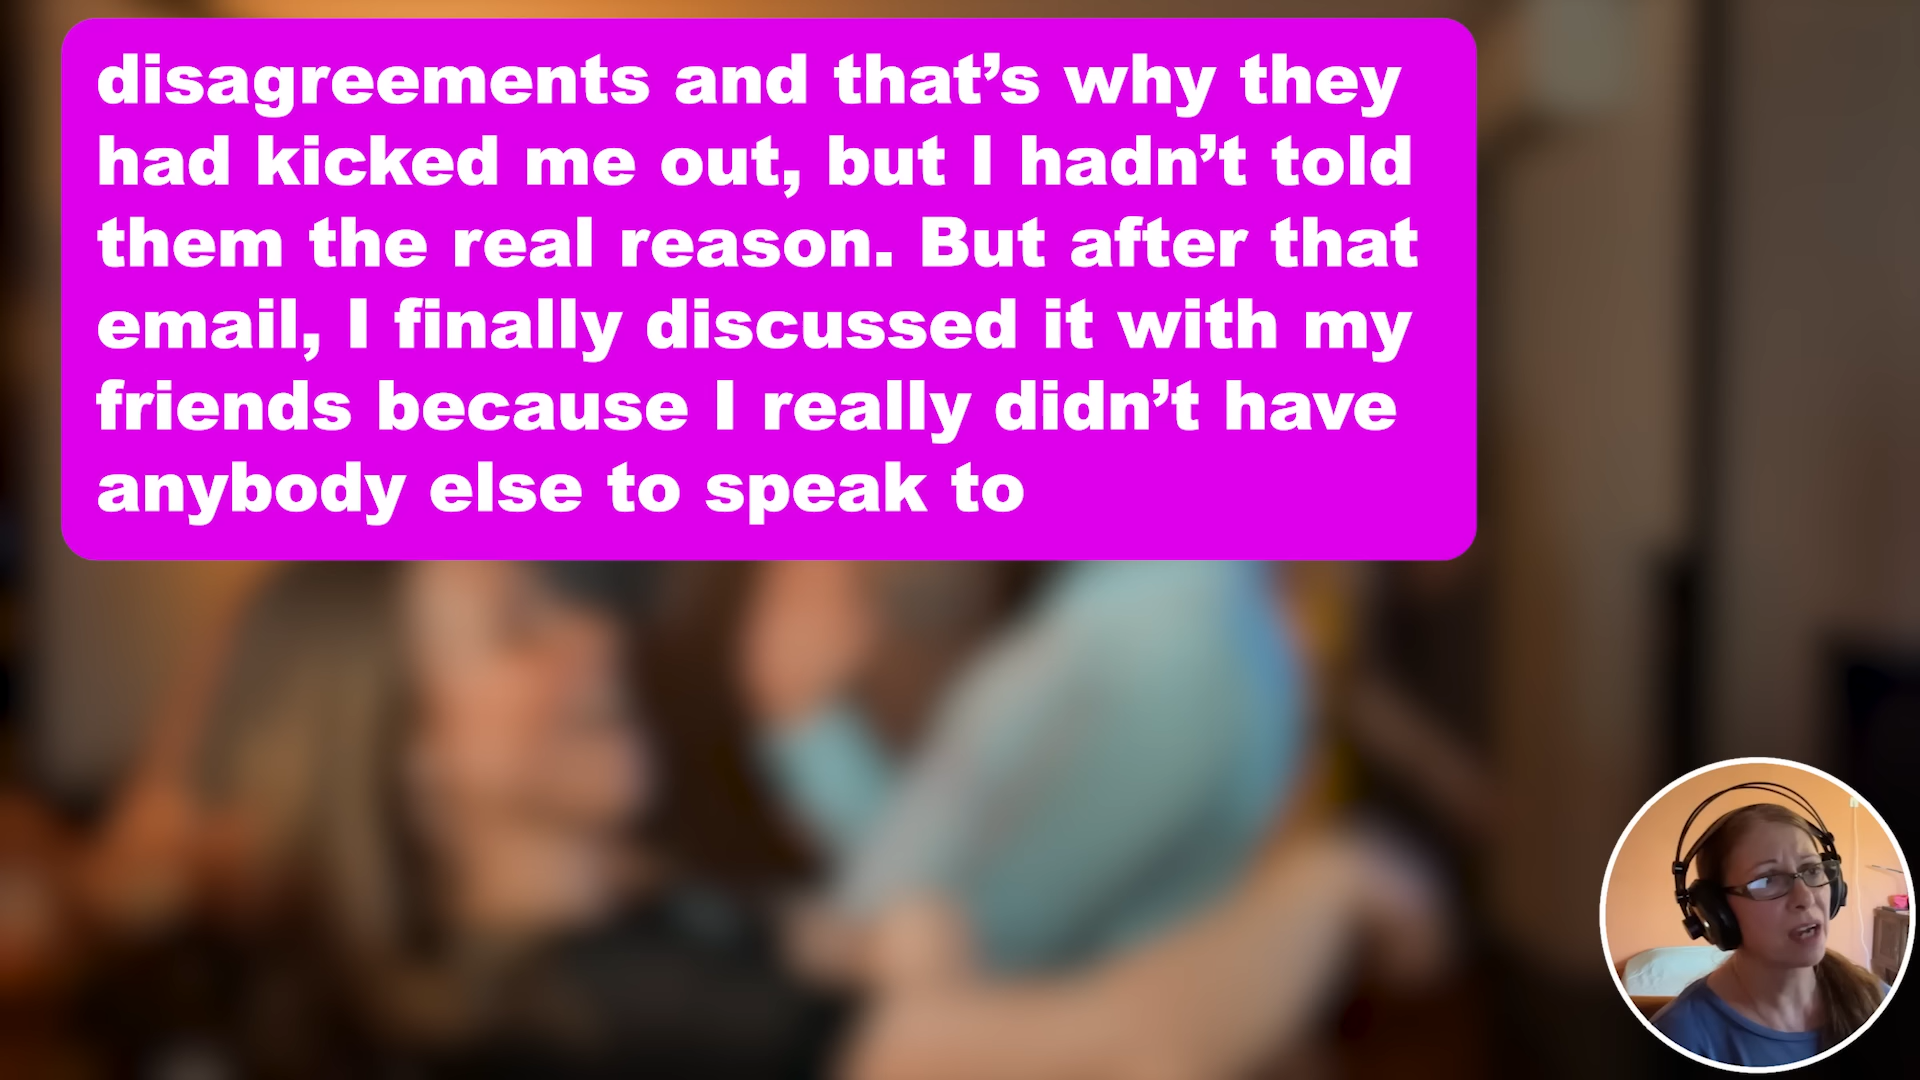 disagreements and that’s why they
had kicked me out, but I hadn’t told
them the real reason. But after that
email, I finally discussed it with my
friends because I really didn’t have
anybody else to speak to